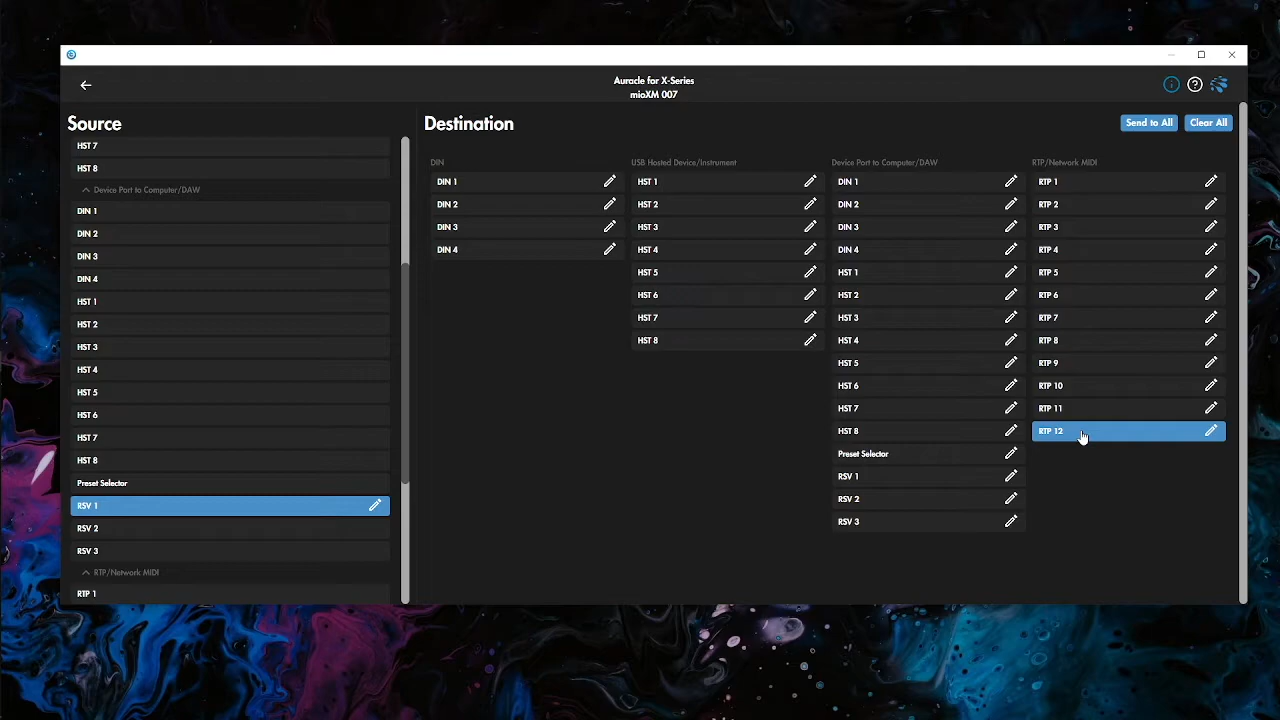 Auracle for X-Series
mioXM 007
Source
HST 7
HST 8
Device Port to Computer/DAW
DIN 1
DIN 2
DIN 3
DIN 4
HST 1
HST 2
HST 3
HST 4
HST 5
HST 6
HST 7
HST 8
Preset Selector
RSV 1
RSV 2
RSV 3
RTP/Network MIDI
RTP 1
Destination
Send to All
Clear All
DIN
DIN 1
DIN 2
DIN 3
DIN 4
USB Hosted Device/Instrument
HST 1
HST 2
HST 3
HST 4
HST 5
HST 6
HST 7
HST 8
Device Port to Computer/DAW
DIN 1
DIN 2
DIN 3
DIN 4
HST 1
HST 2
HST 3
HST 4
HST 5
HST 6
HST 7
HST 8
Preset Selector
RSV 1
RSV 2
RSV 3
RTP/Network MIDI
RTP 1
RTP 2
RTP 3
RTP 4
RTP 5
RTP 6
RTP 7
RTP 8
RTP 9
RTP 10
RTP 11
RTP 12